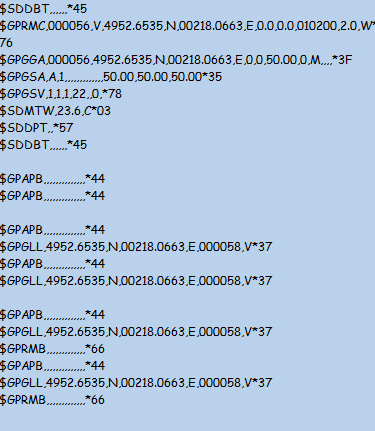 $SDDBT,,,,,,*45
$GPRMC,000056,V,4952.6535,N,00218.0663,E,0.0,0.0,010200,2.0,W*
76
$GPGGA,000056,4952.6535,N,00218.0663,E,0,0,50.00,0,M,,,,*3F
$GPGSA,A,1,,,,,,,,,,,,,50.00,50.00,50.00*35
$GPGSV,1,1,1,22,,0,*78
$SDMTW,23.6,C*03
$SDDPT,,*57
$SDDBT,,,,,,*45
$GPAPB,,,,,,,,,,,,,,*44
$GPAPB,,,,,,,,,,,,,,*44
$GPAPB,,,,,,,,,,,,,,*44
$GPGLL,4952.6535,N,00218.0663,E,000058,V*37
$GPAPB,,,,,,,,,,,,,,*44
$GPGLL,4952.6535,N,00218.0663,E,000058,V*37
$GPAPB,,,,,,,,,,,,,,*44
$GPGLL,4952.6535,N,00218.0663,E,000058,V*37
$GPRMB,,,,,,,,,,,,,*66
$GPAPB,,,,,,,,,,,,,,*44
$GPGLL,4952.6535,N,00218.0663,E,000058,V*37
$GPRMB,,,,,,,,,,,,,*66